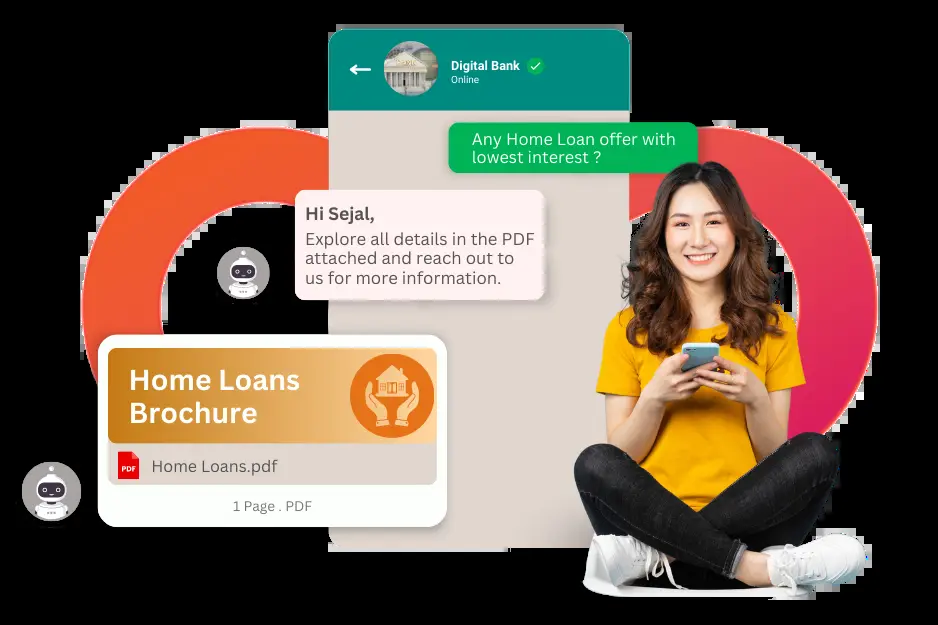 Digital Bank
Online
Any Home Loan offer with
lowest interest ?
Hi Sejal,
Explore all details in the PDF
attached and reach out to
us for more information.
Home Loans
Brochure
PDF
Home Loans.pdf
1 Page . PDF